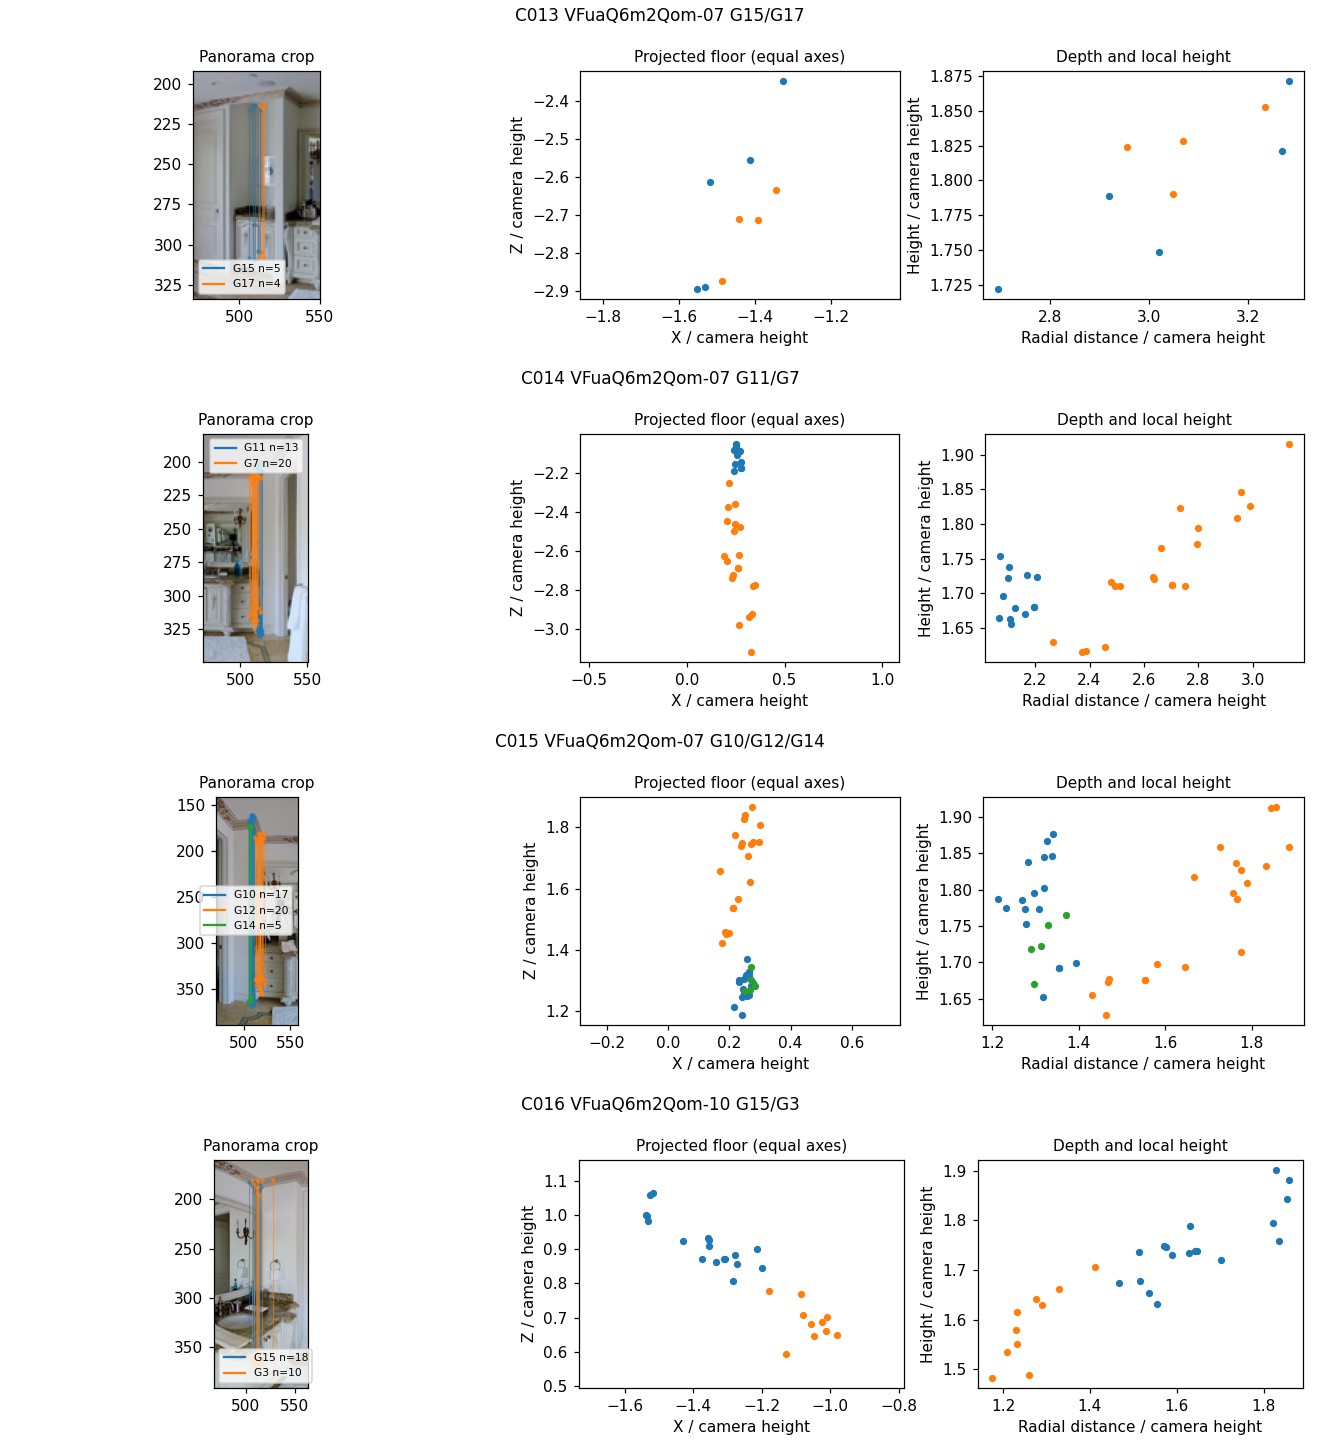 C013 VFuaQ6m2Qom-07 G15/G17
Panorama crop
200
225
250
275
300
325
500
550
G15 n=5
G17 n=4
Projected floor (equal axes)
Z / camera height
−2.4
−2.5
−2.6
−2.7
−2.8
−2.9
−1.8
−1.6
−1.4
−1.2
X / camera height
Depth and local height
Height / camera height
1.875
1.850
1.825
1.800
1.775
1.750
1.725
2.8
3.0
3.2
Radial distance / camera height
C014 VFuaQ6m2Qom-07 G11/G7
Panorama crop
200
225
250
275
300
325
500
550
G11 n=13
G7 n=20
Projected floor (equal axes)
Z / camera height
−2.2
−2.4
−2.6
−2.8
−3.0
−0.5
0.0
0.5
1.0
X / camera height
Depth and local height
Height / camera height
1.90
1.85
1.80
1.75
1.70
1.65
2.2
2.4
2.6
2.8
3.0
Radial distance / camera height
C015 VFuaQ6m2Qom-07 G10/G12/G14
Panorama crop
150
200
250
300
350
500
550
G10 n=17
G12 n=20
G14 n=5
Projected floor (equal axes)
Z / camera height
1.8
1.6
1.4
1.2
−0.2
0.0
0.2
0.4
0.6
X / camera height
Depth and local height
Height / camera height
1.90
1.85
1.80
1.75
1.70
1.65
1.2
1.4
1.6
1.8
Radial distance / camera height
C016 VFuaQ6m2Qom-10 G15/G3
Panorama crop
200
250
300
350
500
550
G15 n=18
G3 n=10
Projected floor (equal axes)
Z / camera height
1.1
1.0
0.9
0.8
0.7
0.6
0.5
−1.6
−1.4
−1.2
−1.0
−0.8
X / camera height
Depth and local height
Height / camera height
1.9
1.8
1.7
1.6
1.5
1.2
1.4
1.6
1.8
Radial distance / camera height